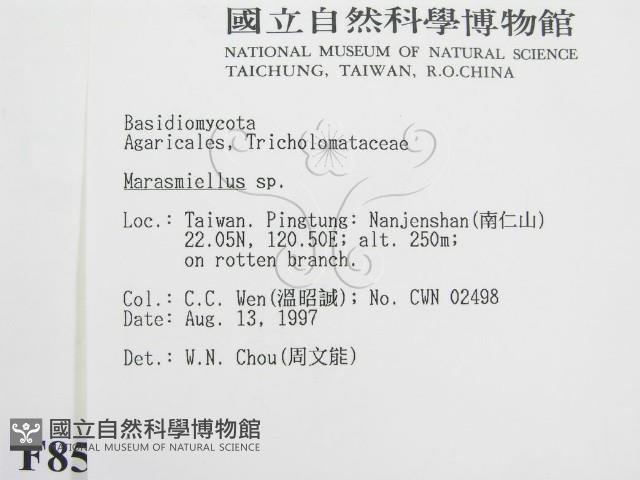 國立自然科學博物館
NATIONAL MUSEUM OF NATURAL SCIENCE
TAICHUNG, TAIWAN, R.O.CHINA
Basidiomycota
Agaricales, Tricholomataceae
Marasmiellus sp.
Loc.: Taiwan. Pingtung: Nanjenshan(南仁山)
22.05N, 120.50E; alt. 250m;
on rotten branch.
Col.: C.C. Wen(溫昭誠); No. CWN 02498
Date: Aug. 13, 1997
Det.: W.N. Chou(周文能)
國立自然科學博物館
NATIONAL MUSEUM OF NATURAL SCIENCE
F85